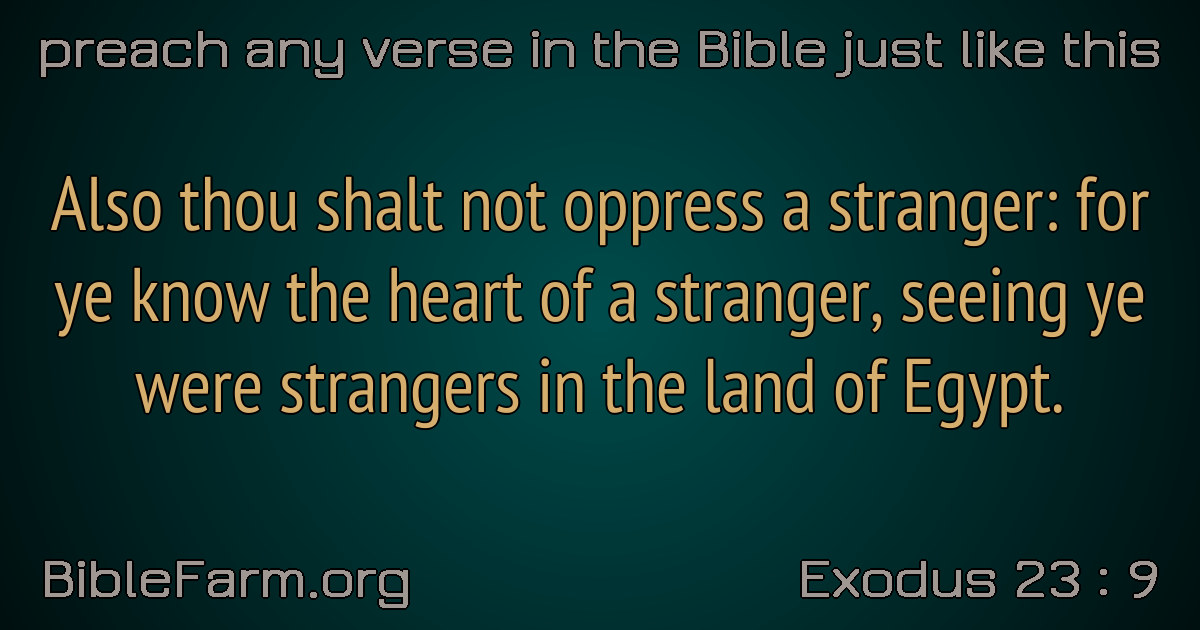 preach any verse in the Bible just like this
Also thou shalt not oppress a stranger: for
ye know the heart of a stranger, seeing ye
were strangers in the land of Egypt.
BibleFarm.org
Exodus 23 : 9